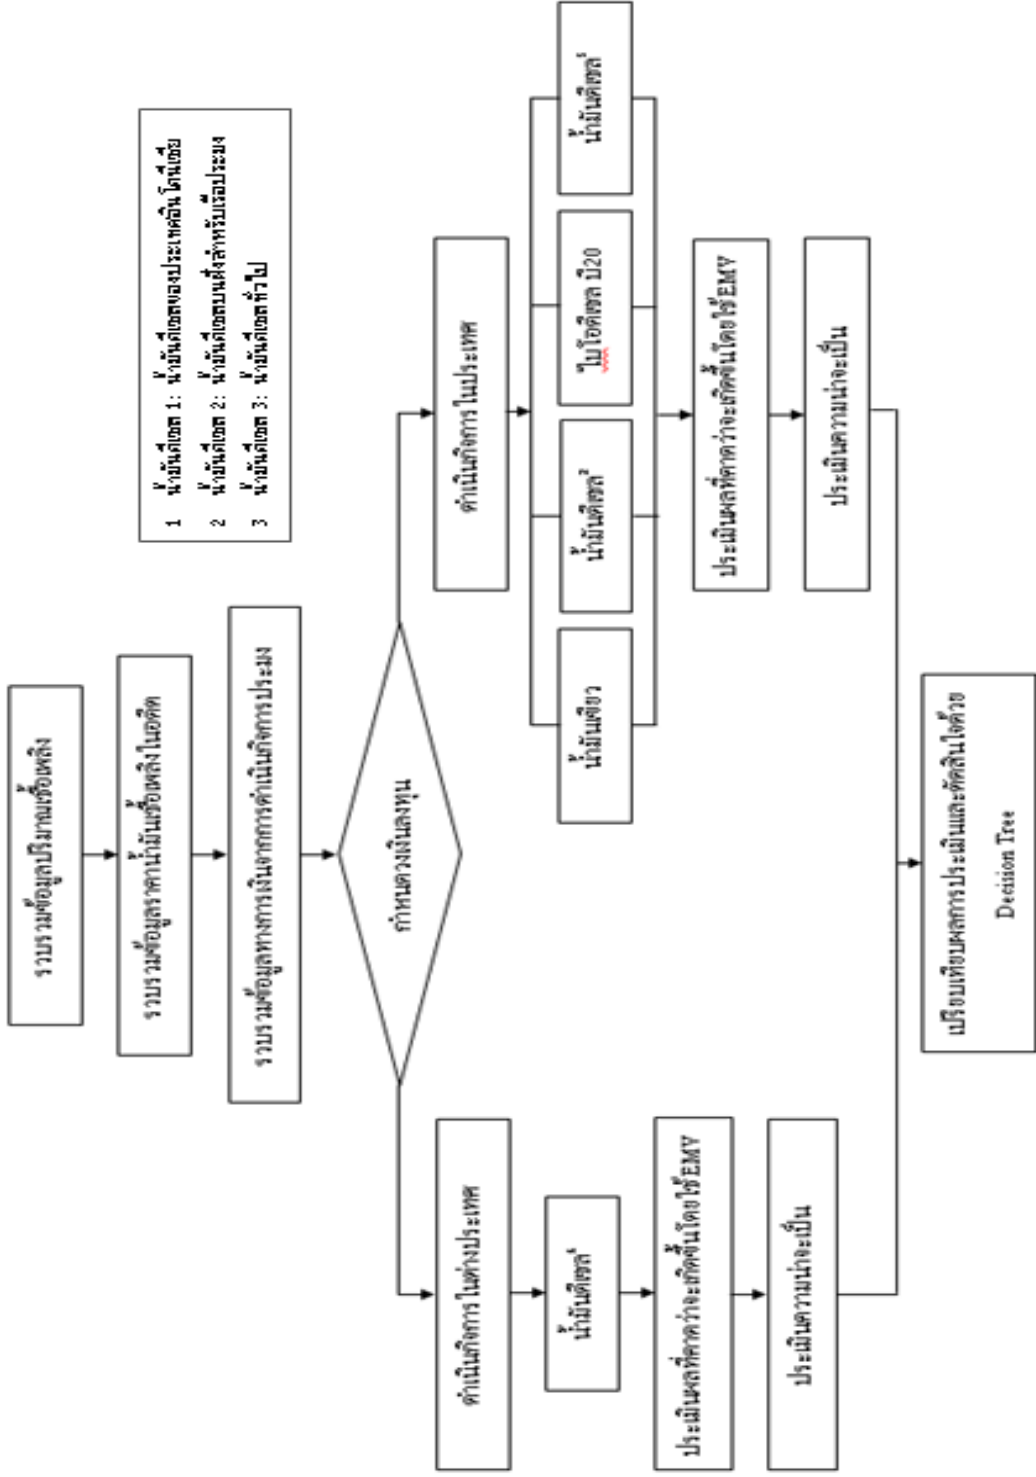 รวบรวมข้อมูลปริมาณเชื้อเพลิง
รวบรวมข้อมูลราคาน้ำมันเชื้อเพลิงในอดีต
รวบรวมข้อมูลทางการเงินจากการดำเนินกิจการประมง
1 น้ำมันดีเซล 1: น้ำมันดีเซลของประเทศอินโดนีเซีย
2 น้ำมันดีเซล 2: น้ำมันดีเซลบนฝั่งสำหรับเรือประมง
3 น้ำมันดีเซล 3: น้ำมันดีเซลทั่วไป
กำหนดวงเงินลงทุน
ดำเนินกิจการในต่างประเทศ
ดำเนินกิจการในประเทศ
น้ำมันดีเซล
น้ำมันเขียว
น้ำมันดีเซล
ไบโอดีเซล บี20
น้ำมันดีเซล
ประเมินผลที่คาดว่าจะเกิดขึ้นโดยใช้ EMV
ประเมินผลที่คาดว่าจะเกิดขึ้นโดยใช้ EMV
ประเมินความน่าจะเป็น
ประเมินความน่าจะเป็น
เปรียบเทียบผลการประเมินและตัดสินใจด้วย
Decision Tree